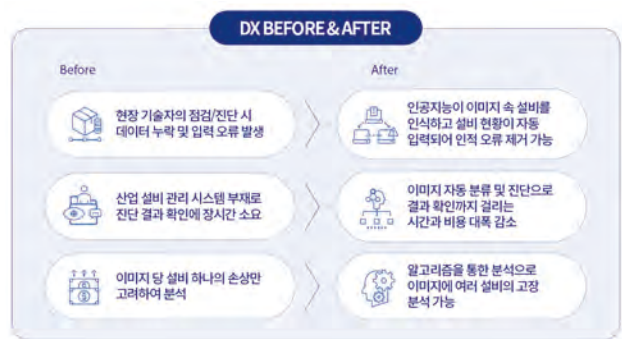 DX BEFORE & AFTER
Before
After
현장 기술자의 점검/진단 시
데이터 누락 및 입력 오류 발생
인공지능이 이미지 속 설비를
인식하고 설비 현황이 자동
입력되어 인적 오류 제거 가능
산업 설비 관리 시스템 부재로
진단 결과 확인에 장시간 소요
이미지 자동 분류 및 진단으로
결과 확인까지 걸리는
시간과 비용 대폭 감소
이미지 당 설비 하나의 손상만
고려하여 분석
알고리즘을 통한 분석으로
이미지에 여러 설비의 고장
분석 가능